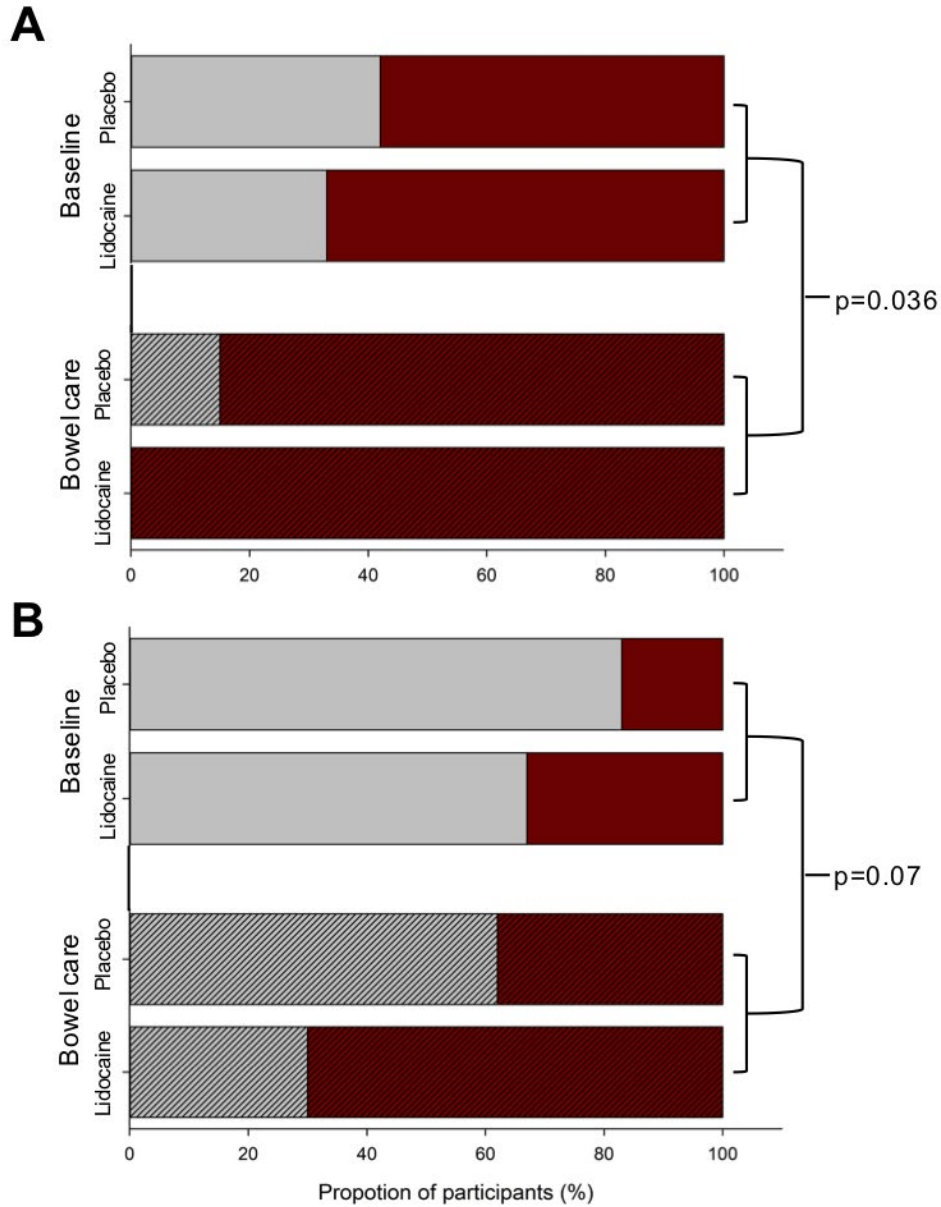 A
Baseline
Placebo
Lidocaine
Bowel care
Placebo
Lidocaine
p=0.036
0 20 40 60 80 100
B
Baseline
Placebo
Lidocaine
Bowel care
Placebo
Lidocaine
p=0.07
0 20 40 60 80 100
Propotion of participants (%)